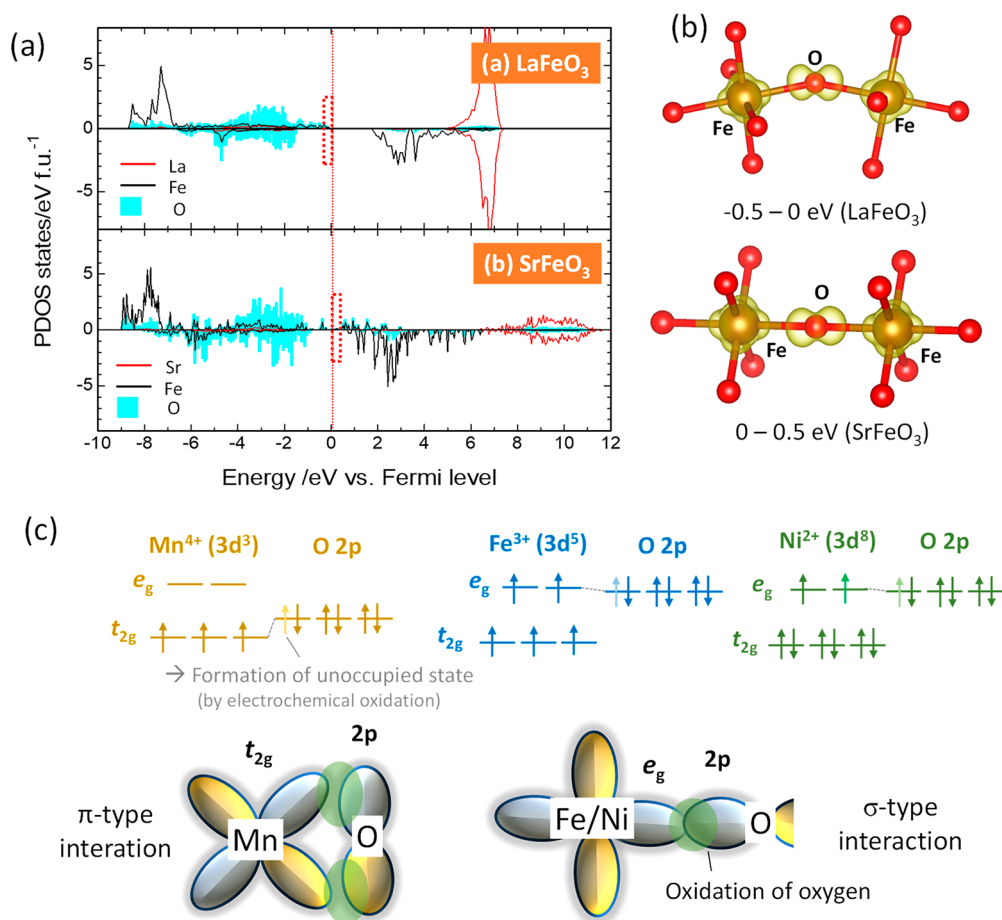 (a)
(a) LaFeO3
5
0
-5
La
Fe
O
(b) SrFeO3
5
0
-5
Sr
Fe
O
PDOS states/eV f.u.-1
-10 -8 -6 -4 -2 0 2 4 6 8 10 12
Energy /eV vs. Fermi level
(b)
O
Fe
Fe
-0.5 – 0 eV (LaFeO3)
O
Fe
Fe
0 – 0.5 eV (SrFeO3)
(c)
Mn4+ (3d3) O 2p
eg
t2g
→ Formation of unoccupied state
(by electrochemical oxidation)
Fe3+ (3d5) O 2p
eg
t2g
Ni2+ (3d8) O 2p
eg
t2g
t2g 2p
π-type
interation
Mn O
eg 2p
Fe/Ni O
σ-type
interaction
Oxidation of oxygen